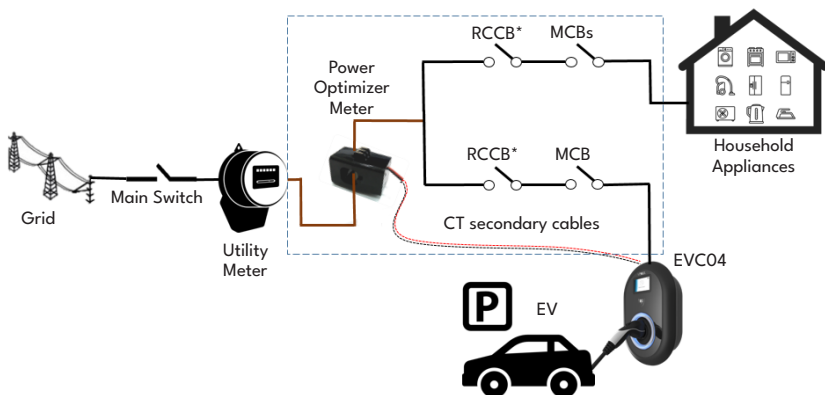 RCCB*
MCBs
Power
Optimizer
Meter
RCCB*
MCB
Household
Appliances
Main Switch
Grid
CT secondary cables
Utility
Meter
EVC04
P
EV